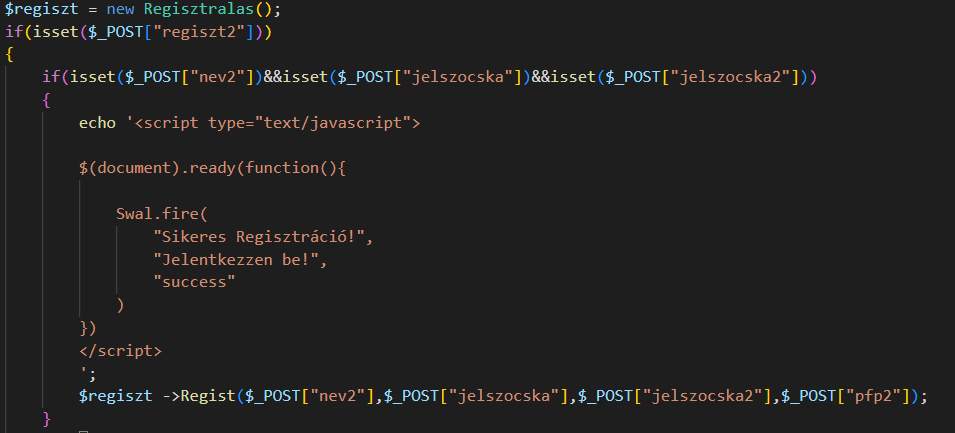 $regiszt = new Regisztralas();
if(isset($_POST["regiszt2"]))
{
if(isset($_POST["nev2"])&&isset($_POST["jelszocska"])&&isset($_POST["jelszocska2"]))
{
echo '<script type="text/javascript">
$(document).ready(function(){
Swal.fire(
"Sikeres Regisztráció!",
"Jelentkezzen be!",
"success"
)
})
</script>
';
$regiszt ->Regist($_POST["nev2"],$_POST["jelszocska"],$_POST["jelszocska2"],$_POST["pfp2"]);
}